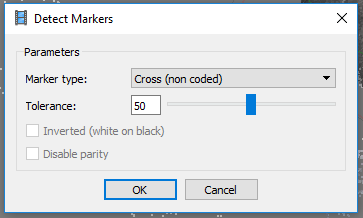 Detect Markers
Parameters
Marker type: Cross (non coded)
Tolerance: 50
Inverted (white on black)
Disable parity
OK Cancel